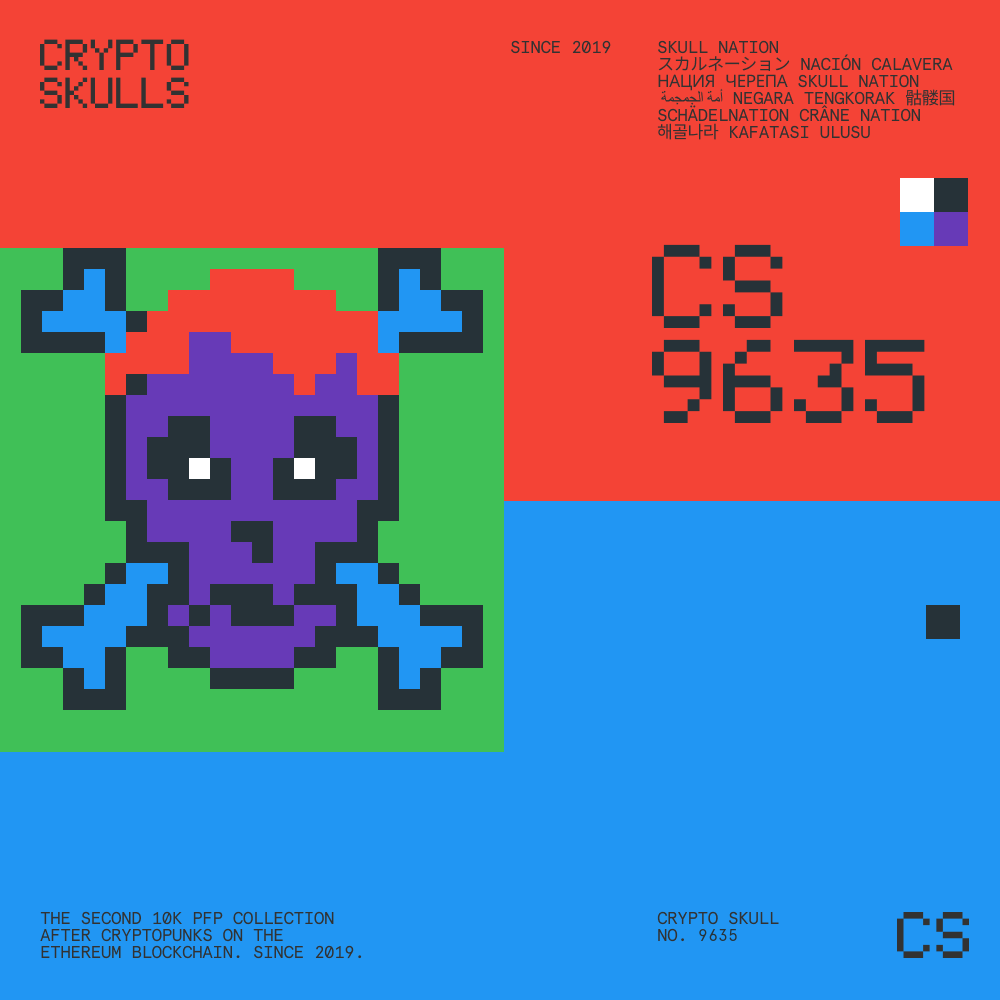 CRYPTO
SKULLS
SINCE 2019
SKULL NATION
スカルネーション NACIÓN CALAVERA
НАЦИЯ ЧЕРЕПА SKULL NATION
أمة الجمجمة NEGARA TENGKORAK 骷髅国
SCHÄDELNATION CRÂNE NATION
해골나라 KAFATASI ULUSU
CS
9635
THE SECOND 10K PFP COLLECTION
AFTER CRYPTOPUNKS ON THE
ETHEREUM BLOCKCHAIN. SINCE 2019.
CRYPTO SKULL
NO. 9635
CS